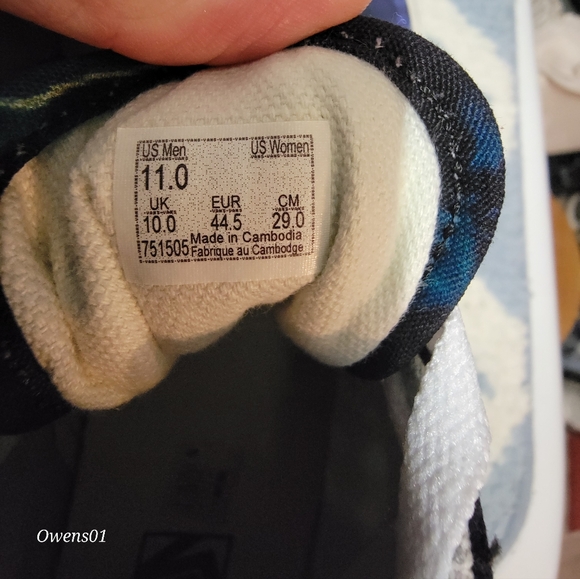 US Men US Women
11.0
UK EUR CM
10.0 44.5 29.0
751505 Made in Cambodia
Fabrique au Cambodge
Owens01